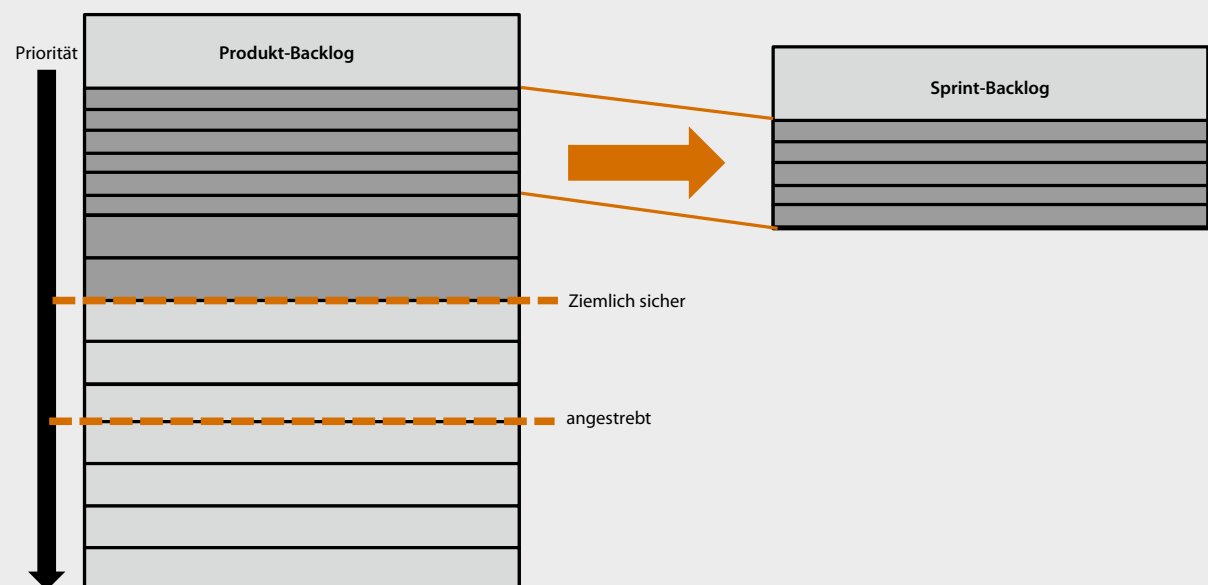 Priorität
Produkt-Backlog
Sprint-Backlog
Ziemlich sicher
angestrebt